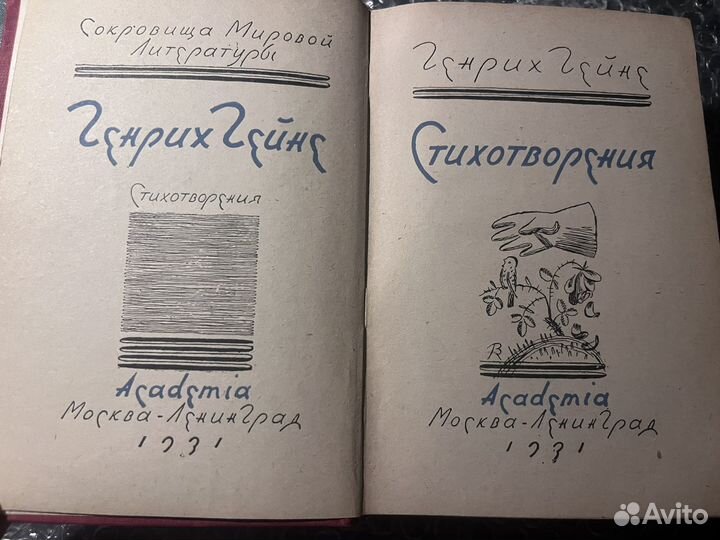 Сокровища Мировой
Литературы
Генрих Гейне
Стихотворения
Academia
Москва-Ленинград
1931
Генрих Гейне
Стихотворения
Academia
Москва-Ленинград
1931
Avito